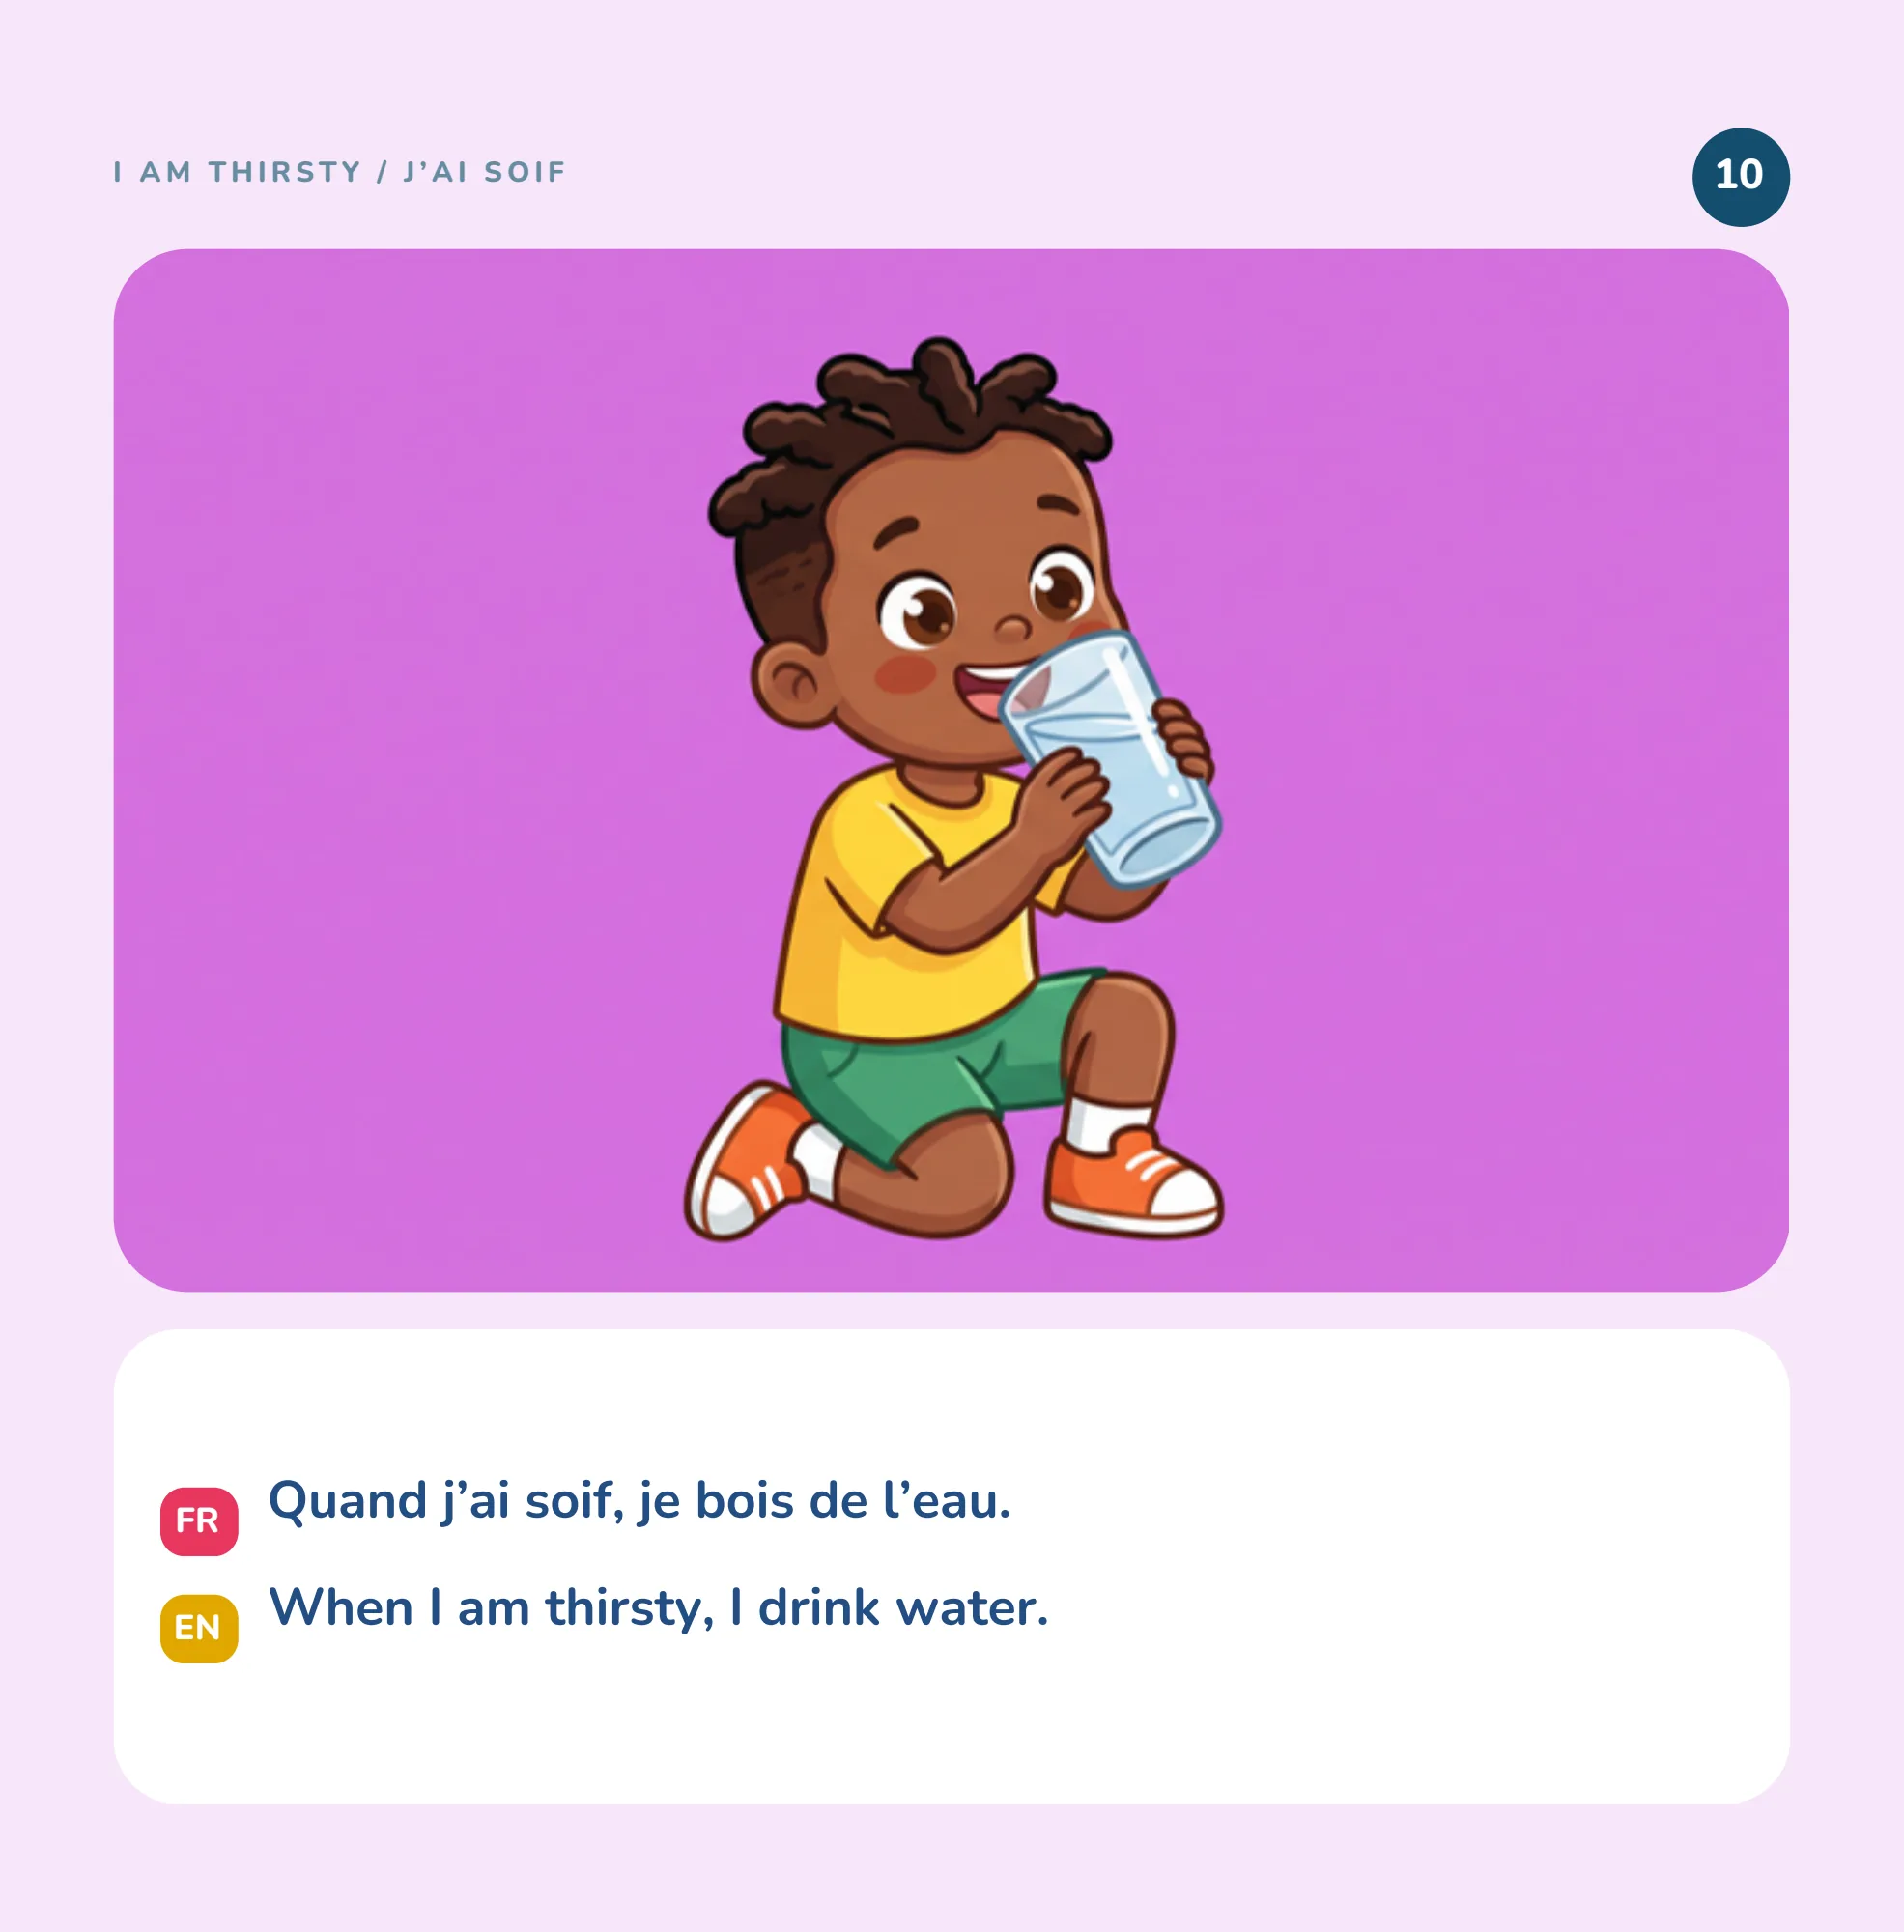 I AM THIRSTY / J’AI SOIF
10
FR Quand j’ai soif, je bois de l’eau.
EN When I am thirsty, I drink water.